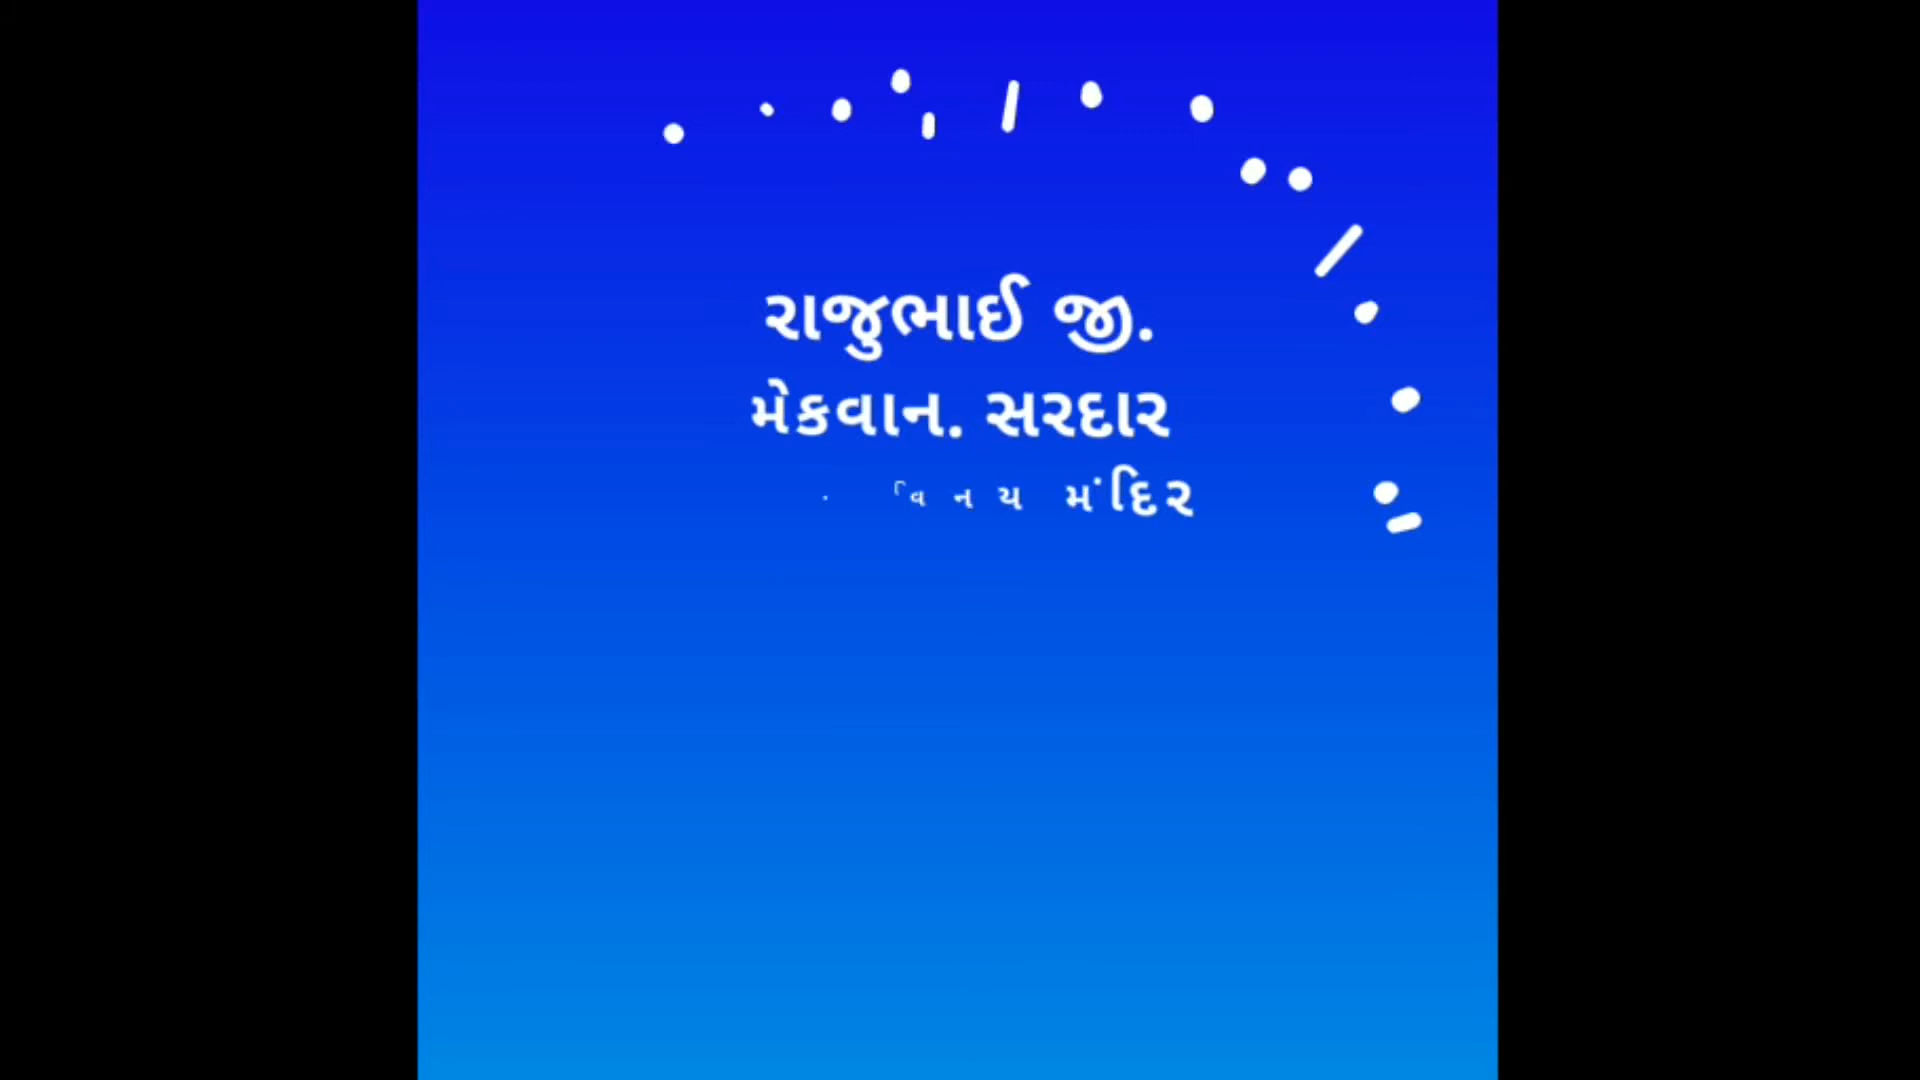 રાજુભાઈ જી.
મેકવાન. સરદાર
વિનય મંદિર